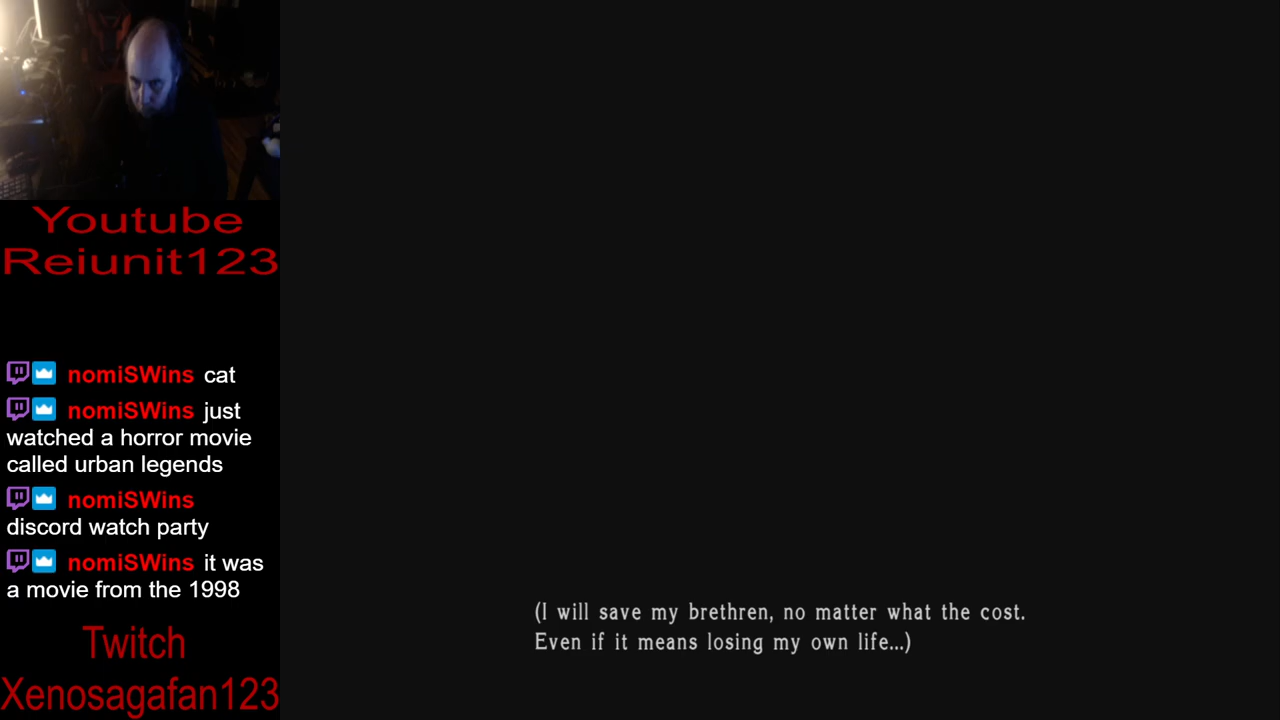 Youtube
Reiunit123
nomiSWins cat
nomiSWins just
watched a horror movie
called urban legends
nomiSWins
discord watch party
nomiSWins it was
a movie from the 1998
Twitch
Xenosagafan123
(I will save my brethren, no matter what the cost.
Even if it means losing my own life...)